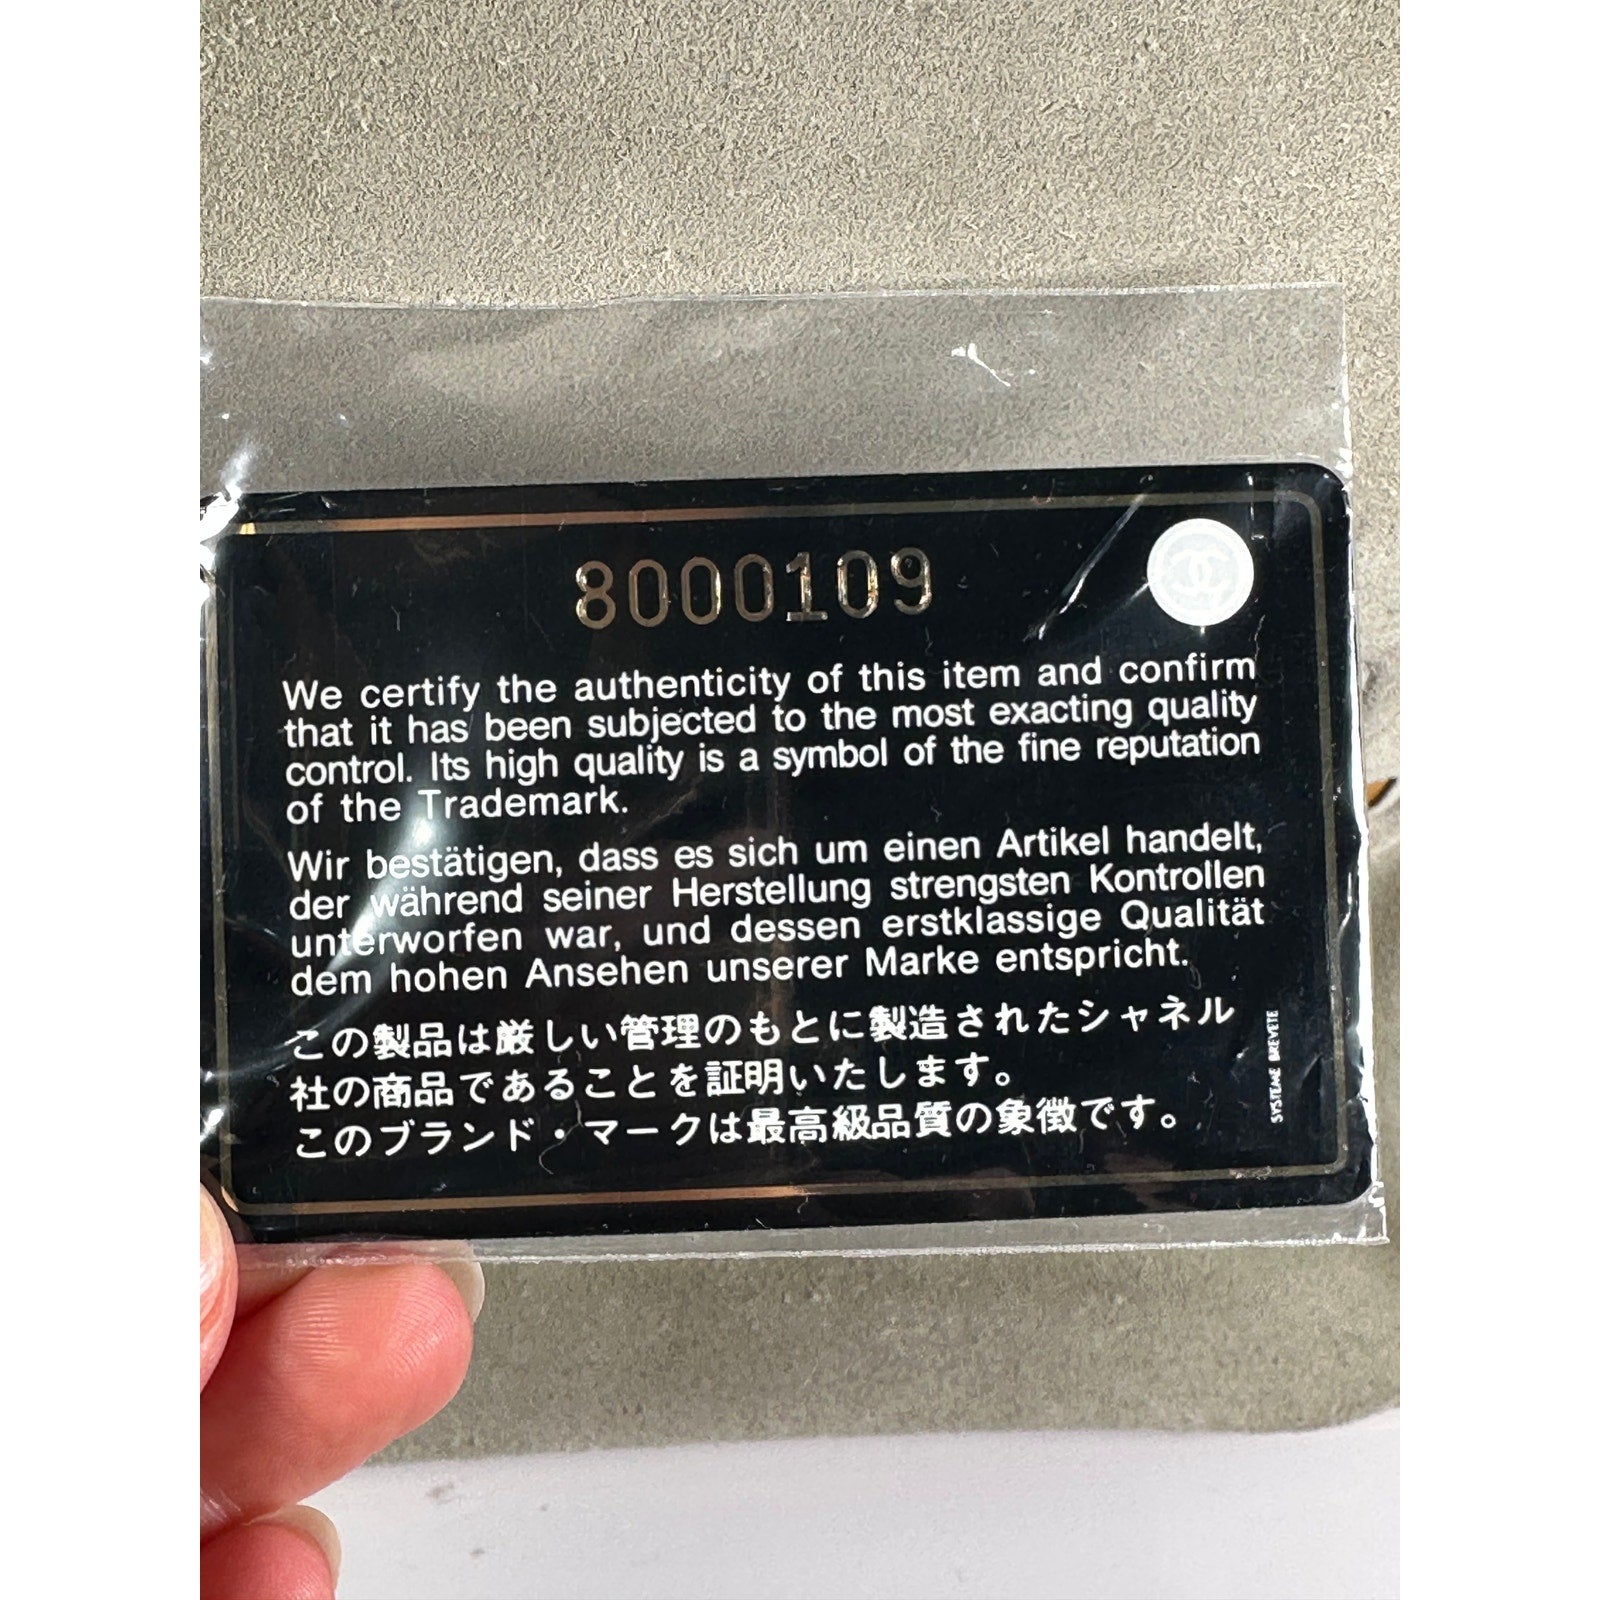 8000109
We certify the authenticity of this item and confirm
that it has been subjected to the most exacting quality
control. Its high quality is a symbol of the fine reputation
of the Trademark.
Wir bestätigen, dass es sich um einen Artikel handelt,
der während seiner Herstellung strengsten Kontrollen
unterworfen war, und dessen erstklassige Qualität
dem hohen Ansehen unserer Marke entspricht.
この製品は厳しい管理のもとに製造されたシャネル
社の商品であることを証明いたします。
このブランド・マークは最高級品質の象徴です。
SYSTEME BREVETE